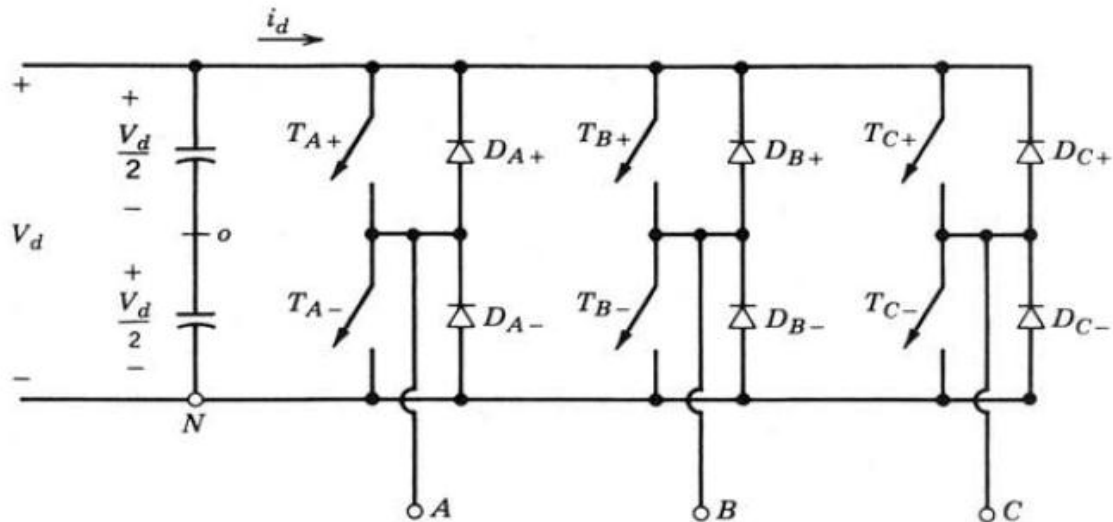 i_d
+
+
V_d/2
−
T_A+
D_A+
T_B+
D_B+
T_C+
D_C+
V_d
o
+
V_d/2
−
T_A−
D_A−
T_B−
D_B−
T_C−
D_C−
−
N
A
B
C